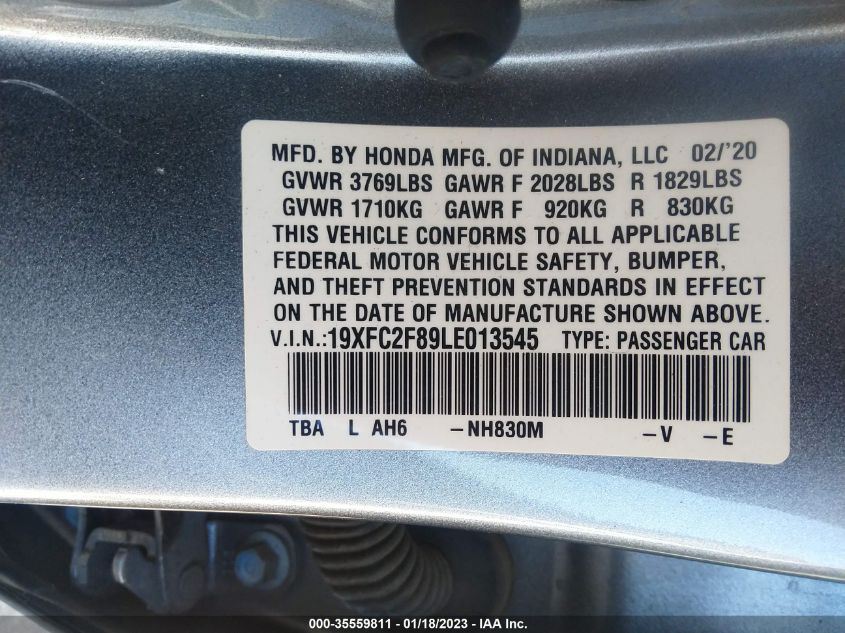 MFD. BY HONDA MFG. OF INDIANA, LLC 02/'20
GVWR 3769LBS GAWR F 2028LBS R 1829LBS
GVWR 1710KG GAWR F 920KG R 830KG
THIS VEHICLE CONFORMS TO ALL APPLICABLE
FEDERAL MOTOR VEHICLE SAFETY, BUMPER,
AND THEFT PREVENTION STANDARDS IN EFFECT
ON THE DATE OF MANUFACTURE SHOWN ABOVE.
V.I.N.:19XFC2F89LE013545 TYPE: PASSENGER CAR
TBA L AH6 –NH830M –V –E
000-35559811 / 01/18/2023 / IAA Inc.